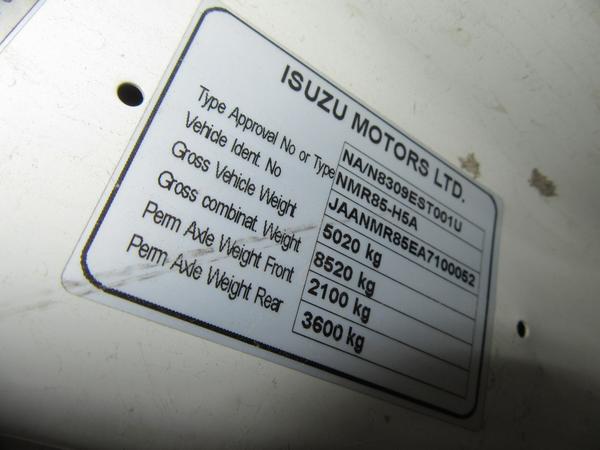 ISUZU MOTORS LTD.
Type Approval No or Type NA/N8309EST001U
NMR85-H5A
Vehicle Ident. No JAANMR85EA7100052
Gross Vehicle Weight 5020 kg
Gross combinat. Weight 8520 kg
Perm Axle Weight Front 2100 kg
Perm Axle Weight Rear 3600 kg